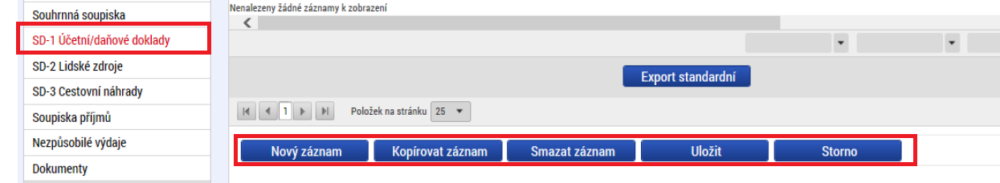 Souhrnná soupiska
SD-1 Účetní/daňové doklady
SD-2 Lidské zdroje
SD-3 Cestovní náhrady
Soupiska příjmů
Nezpůsobilé výdaje
Dokumenty
Nenalezeny žádné záznamy k zobrazení
Export standardní
1 Položek na stránku 25
Nový záznam Kopírovat záznam Smazat záznam Uložit Storno